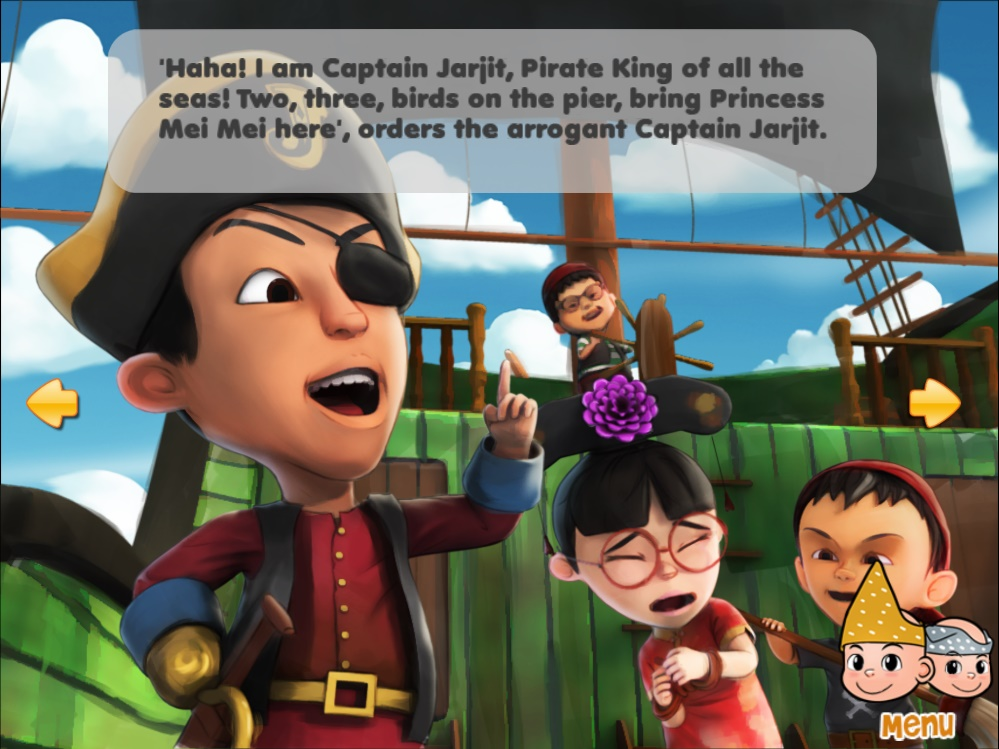 'Haha! I am Captain Jarjit, Pirate King of all the
seas! Two, three, birds on the pier, bring Princess
Mei Mei here', orders the arrogant Captain Jarjit.
Menu